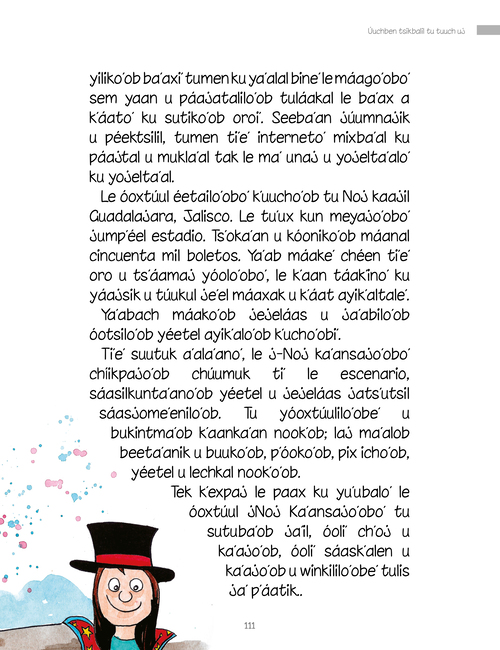 Úuchben tsikbalil tu tuuch uj
yiliko'ob ba'axi' tumen ku ya'alal bine' le máago'obo'
sem yaan u páajtalilo'ob tuláakal le ba'ax a
k'áato' ku sutiko'ob oroi'. Seeba'an júumnajik
u péektsilil, tumen ti'e' interneto' mixba'al ku
páajtal u mukla'al tak le ma' unaj u yojelta'alo'
ku yojelta'al.
Le óoxtúul éetailo'obo' k'uucho'ob tu Noj kaajil
Guadalajara, Jalisco. Le tu'ux kun meyajo'obo'
jump'éel estadio. Ts'oka'an u kóoniko'ob máanal
cincuenta mil boletos. Ya'ab máake' chéen ti'e'
oro u ts'áamaj yóolo'obo', le k'aan táakino' ku
yáajsik u túukul je'el máaxak u k'áat ayik'altale'.
Ya'abach máako'ob jejeláas u ja'abilo'ob
óotsilo'ob yéetel ayik'alo'ob k'ucho'obi'.
Ti'e' suutuk a'ala'ano', le j-Noj ka'ansajo'obo'
chíikpajo'ob chúumuk ti' le escenario,
sáasilkunta'ano'ob yéetel u jejeláas jats'utsil
sáasjome'enilo'ob. Tu yóoxtúulilo'obe' u
bukintma'ob k'aank'aan nook'ob; laj ma'alob
beeta'anik u buuko'ob, p'óoko'ob, pix icho'ob,
yéetel u lechkal nook'o'ob.
Tek k'expaj le paax ku yu'ubalo' le
óoxtúul jNoj Ka'ansajo'obo' tu
sutuba'ob ja'il, óoli' ch'oj u
ka'ajo'ob, óoli' sáask'alen u
ka'ajo'ob u winkililo'obe' tulis
ja' p'áatik..
111